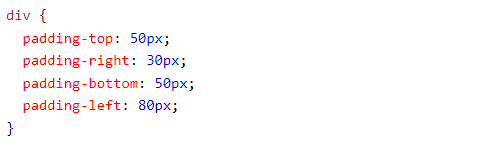 div {
  padding-top: 50px;
  padding-right: 30px;
  padding-bottom: 50px;
  padding-left: 80px;
}